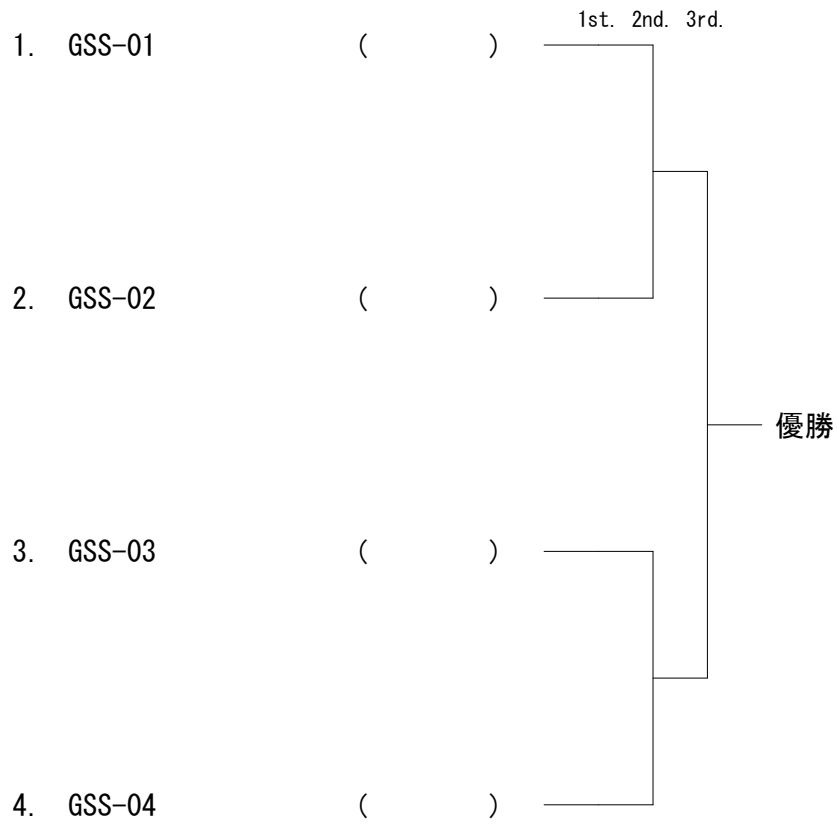 1st. 2nd. 3rd.
1. GSS-01 ( )
2. GSS-02 ( )
優勝
3. GSS-03 ( )
4. GSS-04 ( )